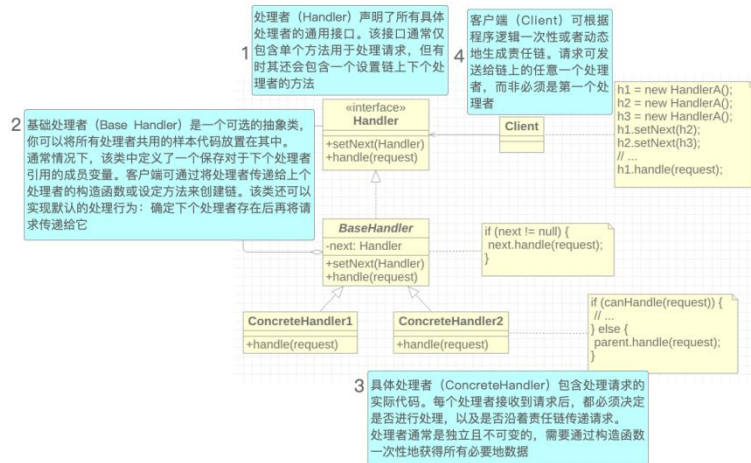 1
处理者（Handler）声明了所有具体
处理者的通用接口。该接口通常仅
包含单个方法用于处理请求，但有
时其还会包含一个设置链上下个处
理者的方法
4
客户端（Client）可根据
程序逻辑一次性或者动态
地生成责任链。请求可发
送给链上的任意一个处理
者，而非必须是第一个处
理者
h1 = new HandlerA();
h2 = new HandlerA();
h3 = new HandlerA();
h1.setNext(h2);
h2.setNext(h3);
// ...
h1.handle(request);
«interface»
Handler
+setNext(Handler)
+handle(request)
Client
2
基础处理者（Base Handler）是一个可选的抽象类，
你可以将所有处理者共用的样本代码放置在其中。
通常情况下，该类中定义了一个保存对于下个处理者
引用的成员变量。客户端可通过将处理者传递给上个
处理者的构造函数或设定方法来创建链。该类还可以
实现默认的处理行为：确定下个处理者存在后再将请
求传递给它
BaseHandler
-next: Handler
+setNext(Handler)
+handle(request)
if (next != null) {
next.handle(request);
}
ConcreteHandler1
+handle(request)
ConcreteHandler2
+handle(request)
if (canHandle(request)) {
// ...
} else {
parent.handle(request);
}
3
具体处理者（ConcreteHandler）包含处理请求的
实际代码。每个处理者接收到请求后，都必须决定
是否进行处理，以及是否沿着责任链传递请求。
处理者通常是独立且不可变的，需要通过构造函数
一次性地获得所有必要地数据